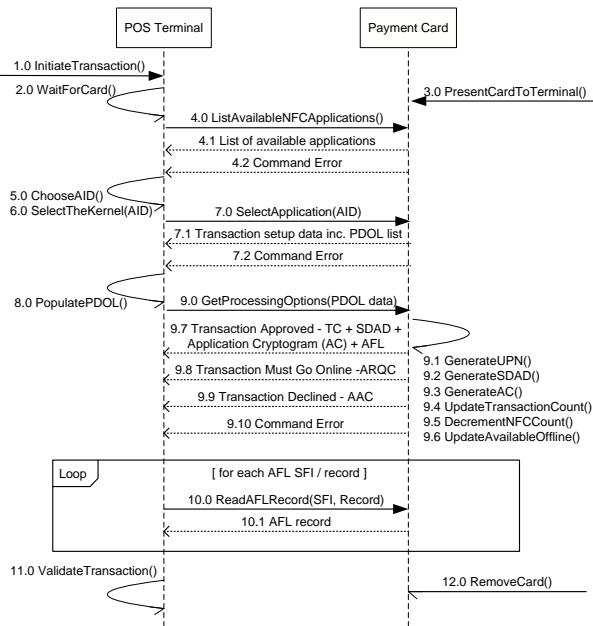 POS Terminal
Payment Card
1.0 InitiateTransaction()
2.0 WaitForCard()
3.0 PresentCardToTerminal()
4.0 ListAvailableNFCApplications()
4.1 List of available applications
4.2 Command Error
5.0 ChooseAID()
6.0 SelectTheKernel(AID)
7.0 SelectApplication(AID)
7.1 Transaction setup data inc. PDOL list
7.2 Command Error
8.0 PopulatePDOL()
9.0 GetProcessingOptions(PDOL data)
9.7 Transaction Approved - TC + SDAD +
Application Cryptogram (AC) + AFL
9.1 GenerateUPN()
9.2 GenerateSDAD()
9.3 GenerateAC()
9.4 UpdateTransactionCount()
9.5 DecrementNFCCount()
9.6 UpdateAvailableOffline()
9.8 Transaction Must Go Online -ARQC
9.9 Transaction Declined - AAC
9.10 Command Error
Loop
[ for each AFL SFI / record ]
10.0 ReadAFLRecord(SFI, Record)
10.1 AFL record
11.0 ValidateTransaction()
12.0 RemoveCard()